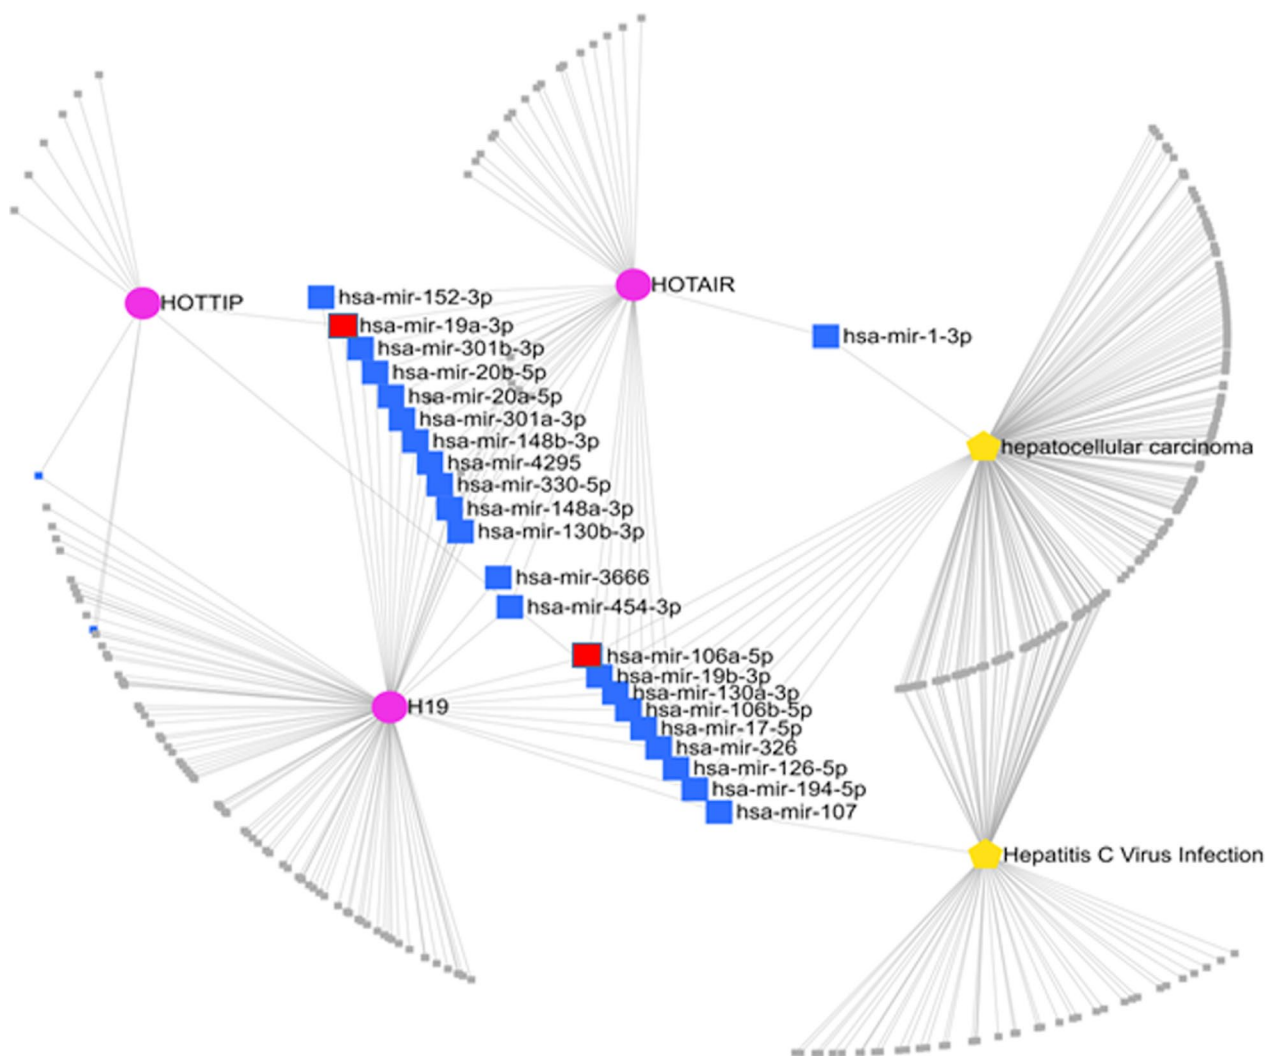 HOTAIR
HOTTIP
hsa-mir-152-3p
hsa-mir-19a-3p
hsa-mir-1-3p
hsa-mir-301b-3p
hsa-mir-20b-5p
hsa-mir-20a-5p
hsa-mir-301a-3p
hsa-mir-148b-3p
hepatocellular carcinoma
hsa-mir-4295
hsa-mir-330-5p
hsa-mir-148a-3p
hsa-mir-130b-3p
hsa-mir-3666
hsa-mir-454-3p
hsa-mir-106a-5p
hsa-mir-19b-3p
hsa-mir-130a-3p
H19
hsa-mir-106b-5p
hsa-mir-17-5p
hsa-mir-326
hsa-mir-126-5p
hsa-mir-194-5p
hsa-mir-107
Hepatitis C Virus Infection